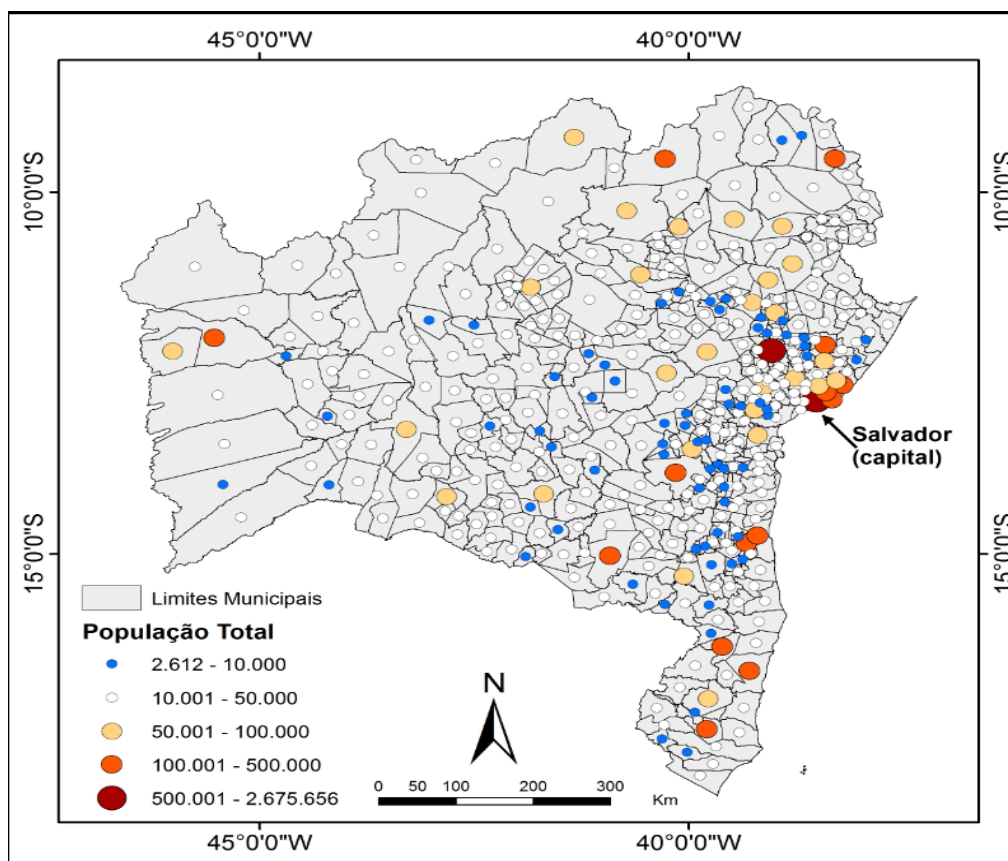 45°0'0"W 40°0'0"W
10°0'0"S 10°0'0"S
Salvador
(capital)
15°0'0"S 15°0'0"S
Limites Municipais
População Total
2.612 - 10.000
10.001 - 50.000
50.001 - 100.000
100.001 - 500.000
500.001 - 2.675.656
N
0 50 100 200 300
Km
45°0'0"W 40°0'0"W